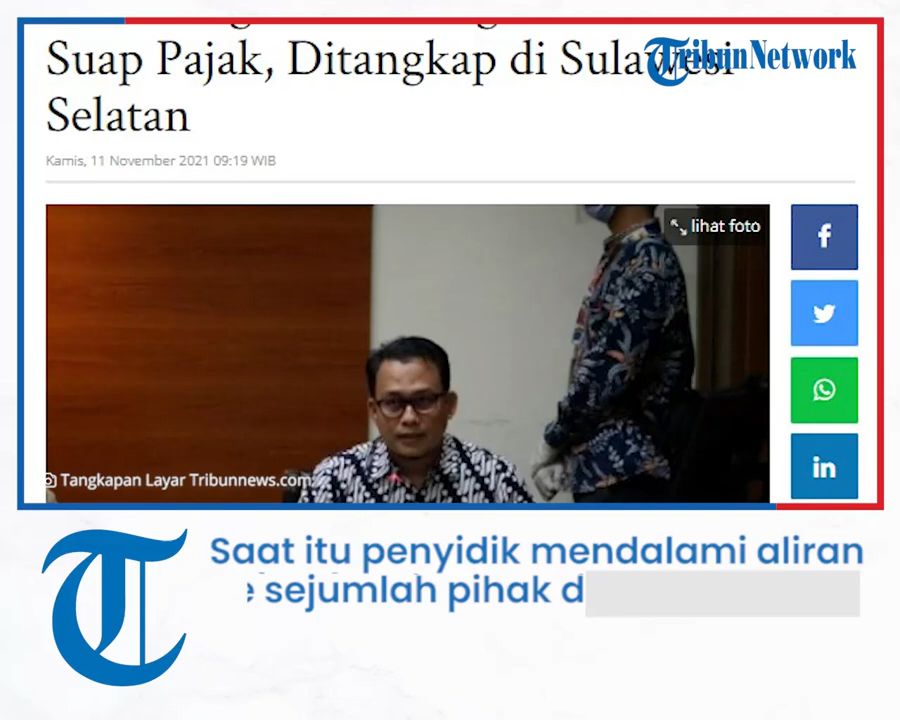 Suap Pajak, Ditangkap di Sulawesi
Selatan
TribunNetwork
Kamis, 11 November 2021 09:19 WIB
lihat foto
Tangkapan Layar Tribunnews.com
Saat itu penyidik mendalami aliran
sejumlah pihak